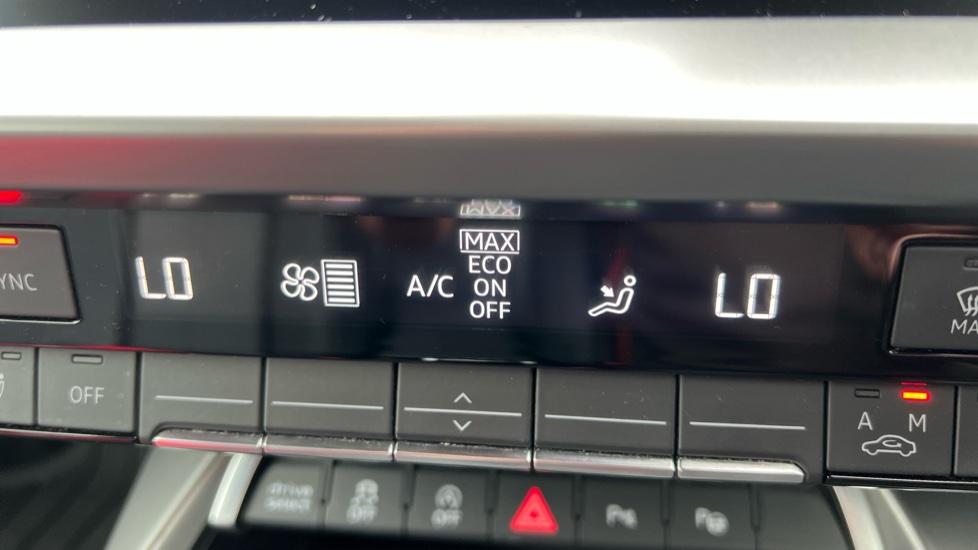 LO
A/C
MAX
ECO
ON
OFF
LO
YNC
MA
OFF
A M
drive
select
OFF
OFF